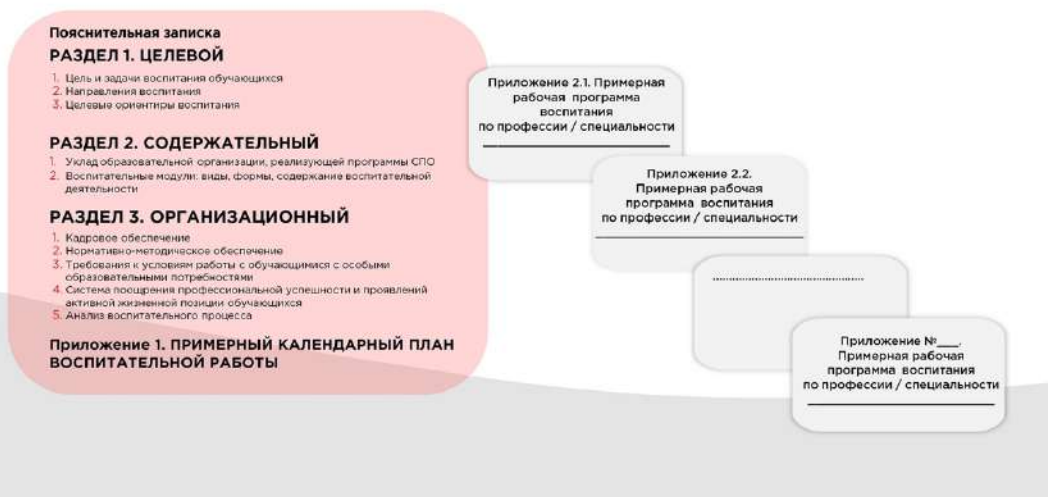 Пояснительная записка
РАЗДЕЛ 1. ЦЕЛЕВОЙ
1. Цель и задачи воспитания обучающихся
2. Направления воспитания
3. Целевые ориентиры воспитания
РАЗДЕЛ 2. СОДЕРЖАТЕЛЬНЫЙ
1. Уклад образовательной организации, реализующей программы СПО
2. Воспитательные модули: виды, формы, содержание воспитательной
деятельности
РАЗДЕЛ 3. ОРГАНИЗАЦИОННЫЙ
1. Кадровое обеспечение
2. Нормативно-методическое обеспечение
3. Требования к условиям работы с обучающимися с особыми
образовательными потребностями
4. Система поощрения профессиональной успешности и проявлений
активной жизненной позиции обучающихся
5. Анализ воспитательного процесса
Приложение 1. ПРИМЕРНЫЙ КАЛЕНДАРНЫЙ ПЛАН
ВОСПИТАТЕЛЬНОЙ РАБОТЫ
Приложение 2.1. Примерная
рабочая программа
воспитания
по профессии / специальности
Приложение 2.2.
Примерная рабочая
программа воспитания
по профессии / специальности
Приложение №___.
Примерная рабочая
программа воспитания
по профессии / специальности